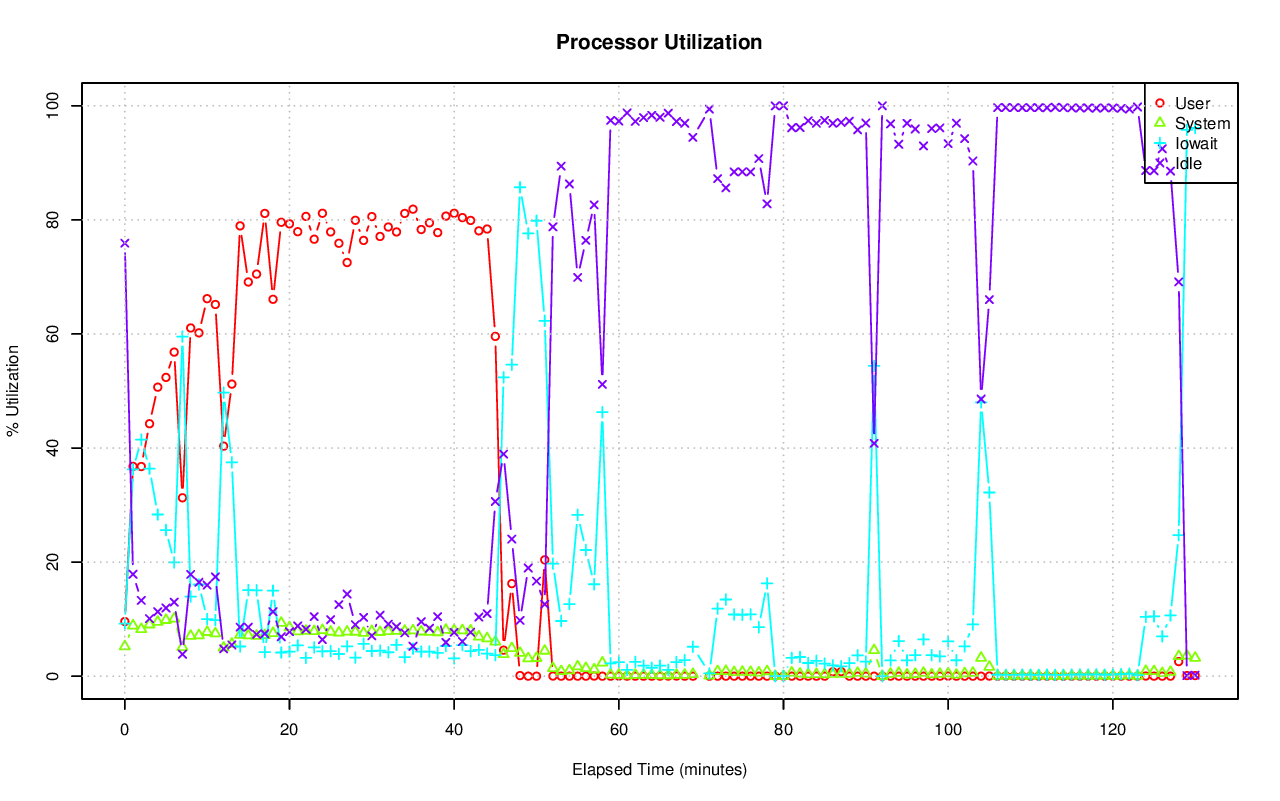 Processor Utilization
100
80
60
40
20
0
% Utilization
User
System
Iowait
Idle
0 20 40 60 80 100 120
Elapsed Time (minutes)